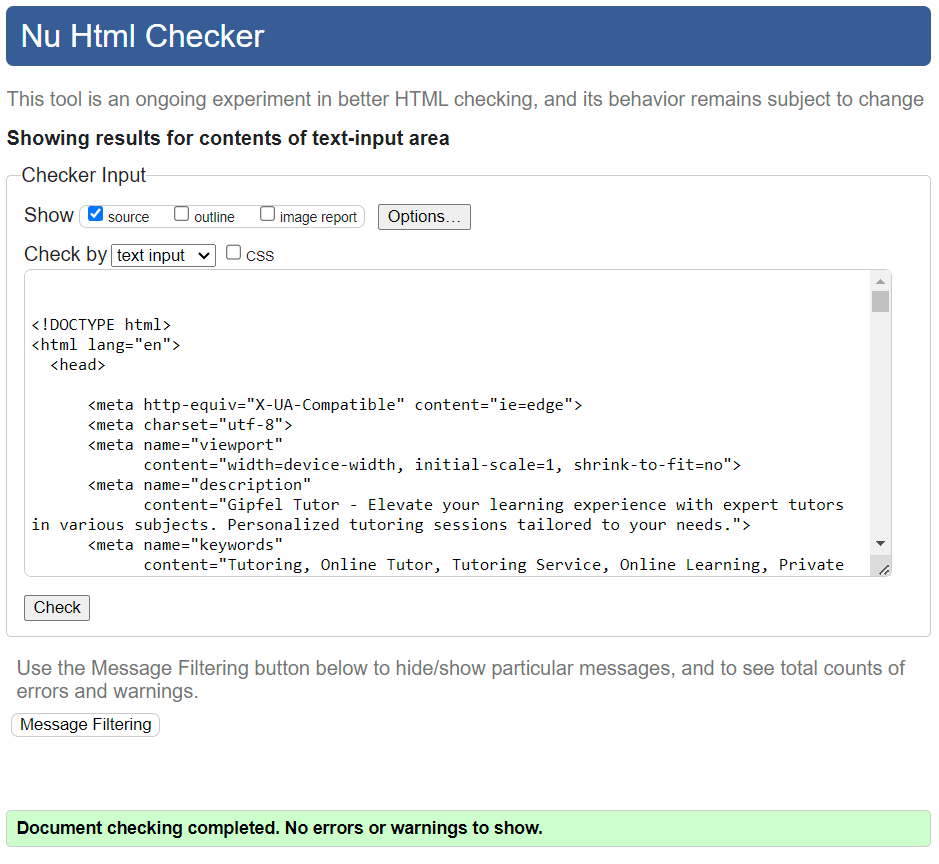 Nu Html Checker
This tool is an ongoing experiment in better HTML checking, and its behavior remains subject to change
Showing results for contents of text-input area
Checker Input
Show source outline image report Options...
Check by text input CSS
<!DOCTYPE html>
<html lang="en">
<head>
<meta http-equiv="X-UA-Compatible" content="ie=edge">
<meta charset="utf-8">
<meta name="viewport"
content="width=device-width, initial-scale=1, shrink-to-fit=no">
<meta name="description"
content="Gipfel Tutor - Elevate your learning experience with expert tutors
in various subjects. Personalized tutoring sessions tailored to your needs.">
<meta name="keywords"
content="Tutoring, Online Tutor, Tutoring Service, Online Learning, Private
Check
Use the Message Filtering button below to hide/show particular messages, and to see total counts of
errors and warnings.
Message Filtering
Document checking completed. No errors or warnings to show.